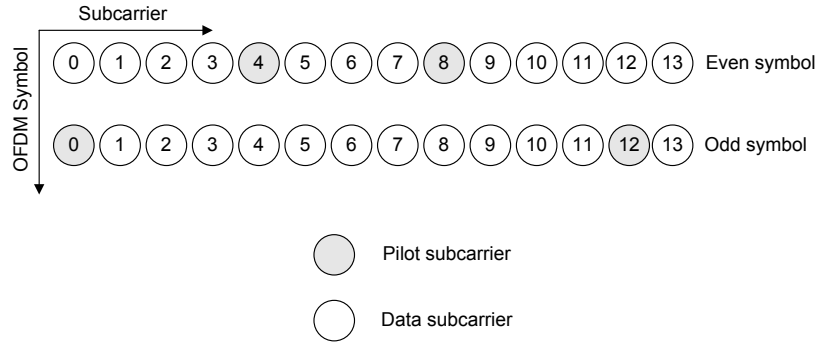 Subcarrier
OFDM Symbol
0 1 2 3 4 5 6 7 8 9 10 11 12 13 Even symbol
0 1 2 3 4 5 6 7 8 9 10 11 12 13 Odd symbol
Pilot subcarrier
Data subcarrier